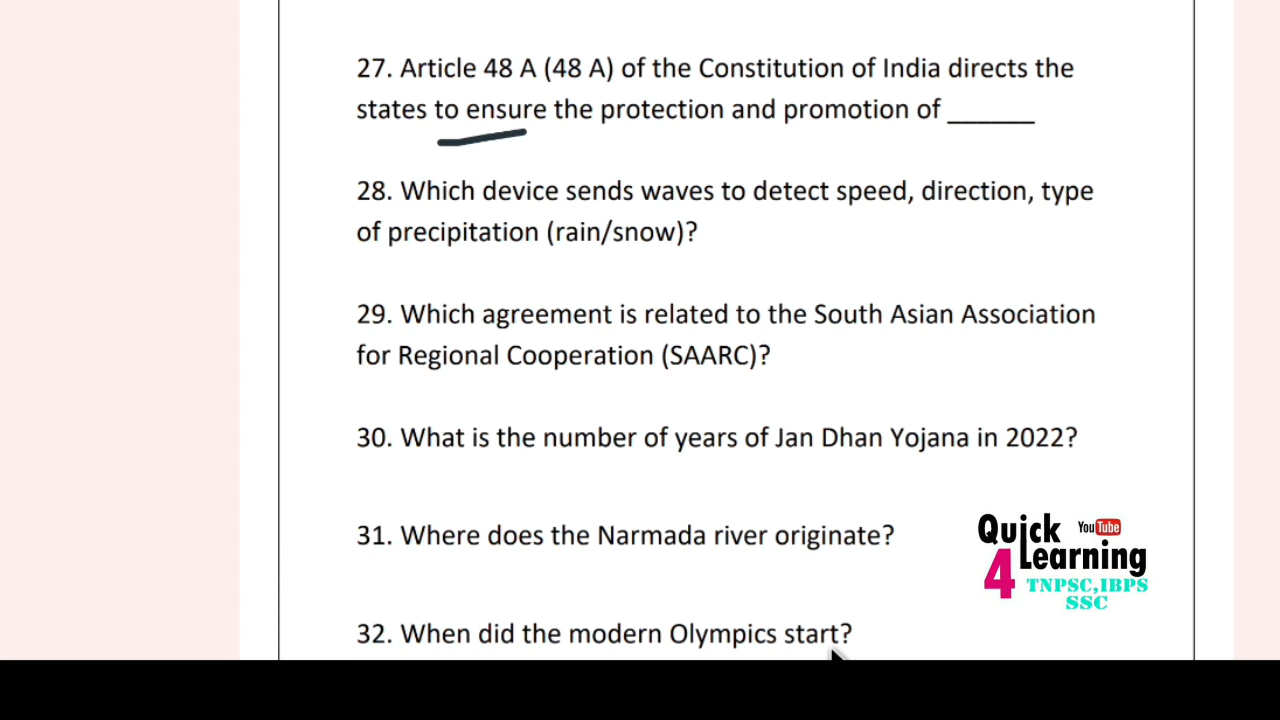 27. Article 48 A (48 A) of the Constitution of India directs the
states to ensure the protection and promotion of ______
28. Which device sends waves to detect speed, direction, type
of precipitation (rain/snow)?
29. Which agreement is related to the South Asian Association
for Regional Cooperation (SAARC)?
30. What is the number of years of Jan Dhan Yojana in 2022?
31. Where does the Narmada river originate?
Quick YouTube
4 Learning
TNPSC,IBPS
SSC
32. When did the modern Olympics start?